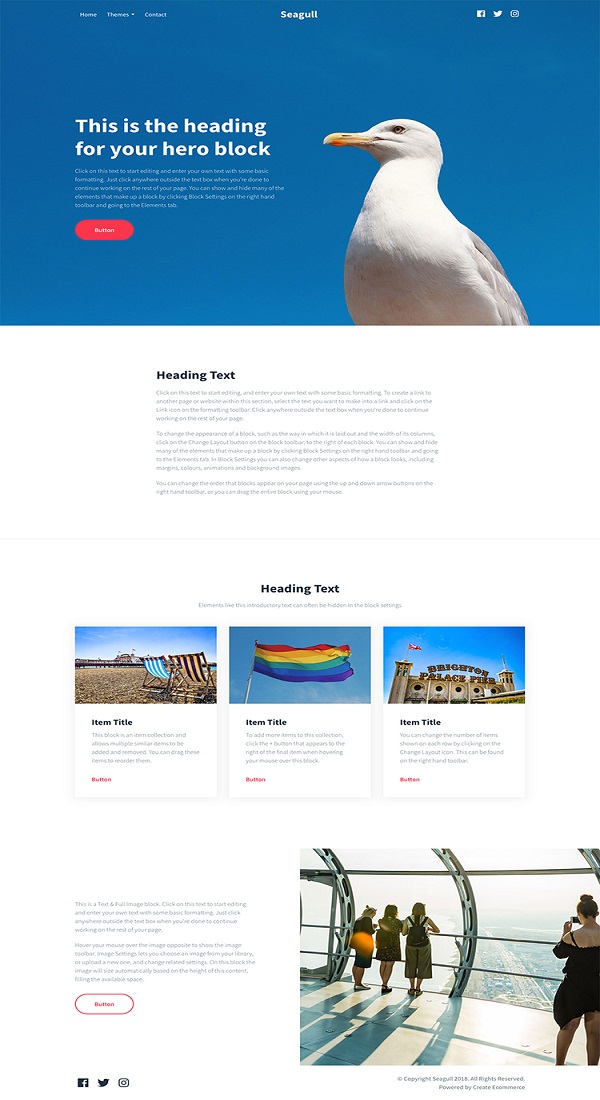 Home Themes Contact
Seagull
This is the heading
for your hero block
Click on this text to start editing and enter your own text with some basic
formatting. Just click anywhere outside the text box when you're done to
continue working on the rest of your page. You can show and hide many of the
elements that make up a block by clicking Block Settings on the right hand
toolbar and going to the Elements tab.
Button
Heading Text
Click on this text to start editing, and enter your own text with some basic formatting. To create a link to
another page or website within this section, select the text you want to make into a link and click on the
Link icon on the formatting toolbar. Click anywhere outside the text box when you're done to continue
working on the rest of your page.
To change the appearance of a block, such as the way in which it is laid out and the width of its columns,
click on the Change Layout button on the block toolbar, to the right of each block. You can show and hide
many of the elements that make up a block by clicking Block Settings on the right hand toolbar and going
to the Elements tab. In Block Settings you can also change other aspects of how a block looks, including
margins, colours, animations and background images.
You can change the order that blocks appear on your page using the up and down arrow buttons on the
right hand toolbar, or you can drag the entire block using your mouse.
Heading Text
Elements like this introductory text can often be hidden in the block settings
Item Title
This block is an item collection and
allows multiple similar items to be
added and removed. You can drag these
items to reorder them.
Button
Item Title
To add more items to this collection,
click the + button that appears to the
right of the final item when hovering
your mouse over this block.
Button
BRIGHTON
PALACE PIER
Item Title
You can change the number of items
shown on each row by clicking on the
Change Layout icon. This can be found
on the right hand toolbar.
Button
This is a Text & Full Image block. Click on this text to start editing
and enter your own text with some basic formatting. Just click
anywhere outside the text box when you're done to continue
working on the rest of your page.
Hover your mouse over the image opposite to show the image
toolbar. Image Settings lets you choose an image from your library,
or upload a new one, and change related settings. On this block the
image will size automatically based on the height of this content,
filling the available space.
Button
© Copyright Seagull 2018. All Rights Reserved.
Powered by Create Ecommerce